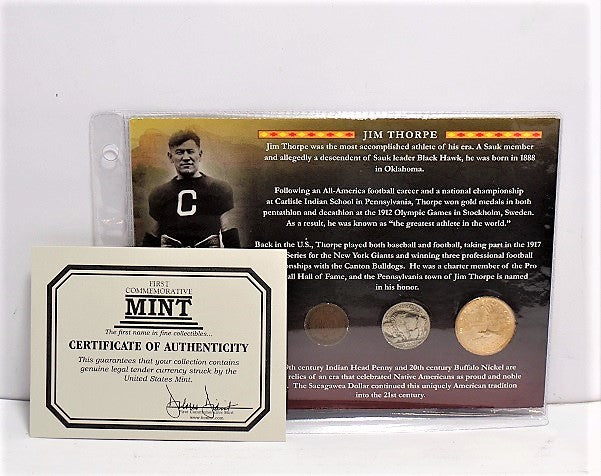 JIM THORPE
Jim Thorpe was the most accomplished athlete of his era. A Sauk member
and allegedly a descendent of Sauk leader Black Hawk, he was born in 1888
in Oklahoma.
Following an All-America football career and a national championship
at Carlisle Indian School in Pennsylvania, Thorpe won gold medals in both
pentathlon and decathlon at the 1912 Olympic Games in Stockholm, Sweden.
As a result, he was known as "the greatest athlete in the world."
Back in the U.S., Thorpe played both baseball and football, taking part in the 1917
Series for the New York Giants and winning three professional football
onships with the Canton Bulldogs. He was a charter member of the Pro
all Hall of Fame, and the Pennsylvania town of Jim Thorpe is named
in his honor.
C
th century Indian Head Penny and 20th century Buffalo Nickel are
relics of an era that celebrated Native Americans as proud and noble
The Sacagawea Dollar continued this uniquely American tradition
into the 21st century.
FIRST
COMMEMORATIVE
MINT
The first name in fine collectibles...
CERTIFICATE OF AUTHENTICITY
This guarantees that your collection contains
genuine legal tender currency struck by the
United States Mint.
First Commemorative Mint